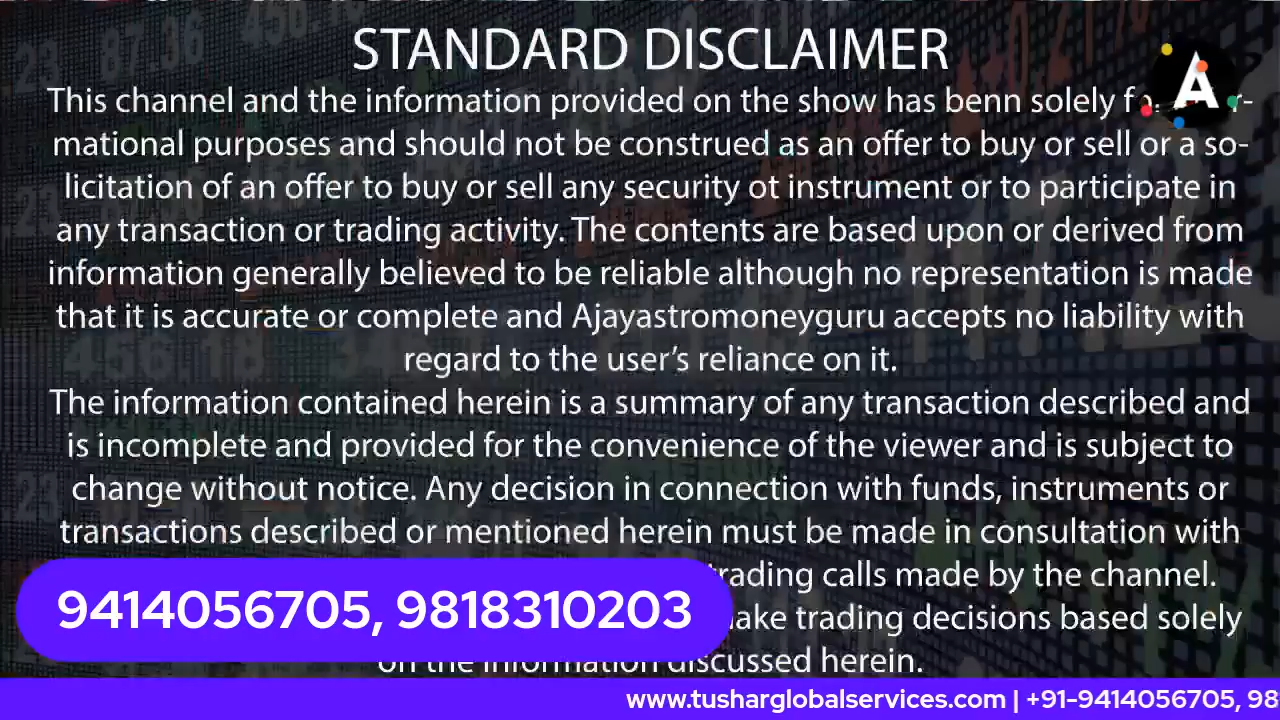 STANDARD DISCLAIMER
This channel and the information provided on the show has benn solely
mational purposes and should not be construed as an offer to buy or sell or a so-
licitation of an offer to buy or sell any security ot instrument or to participate in
any transaction or trading activity. The contents are based upon or derived from
information generally believed to be reliable although no representation is made
that it is accurate or complete and Ajayastromoneyguru accepts no liability with
regard to the user’s reliance on it.
The information contained herein is a summary of any transaction described and
is incomplete and provided for the convenience of the viewer and is subject to
change without notice. Any decision in connection with funds, instruments or
transactions described or mentioned herein must be made in consultation with
trading calls made by the channel.
9414056705, 9818310203
trading decisions based solely
on the information discussed herein.
www.tusharglobalservices.com | +91-9414056705, 98
A